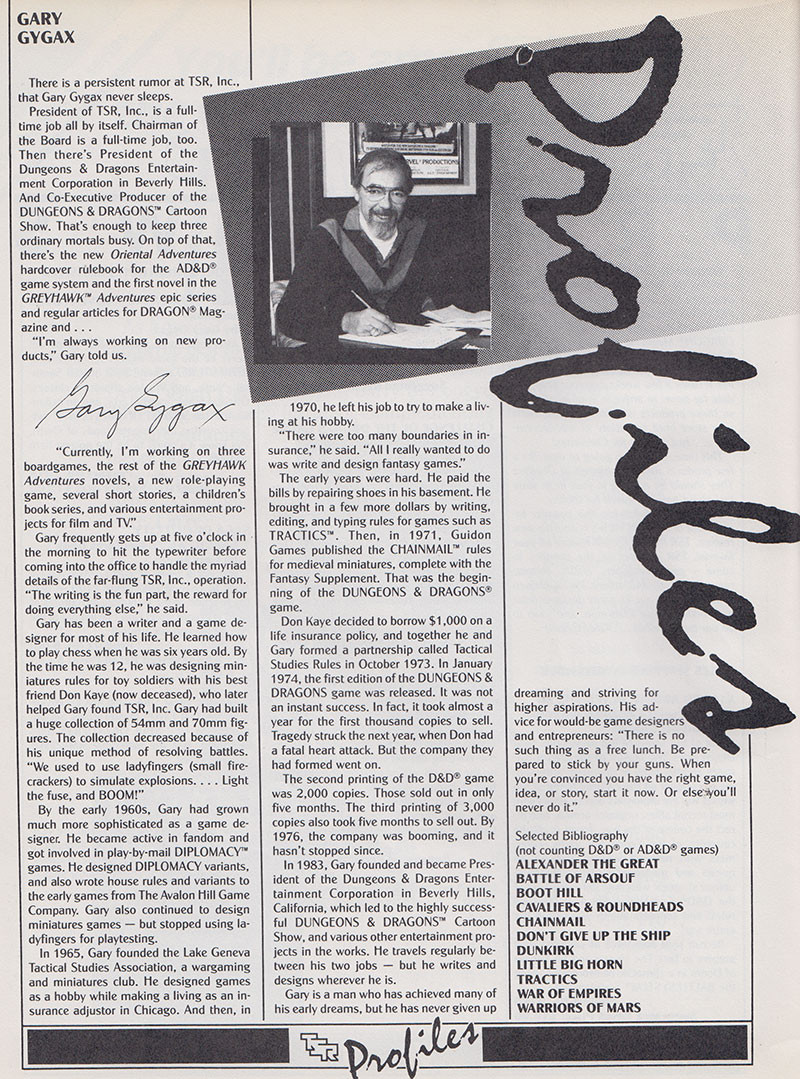 GARY
GYGAX
There is a persistent rumor at TSR, Inc.,
that Gary Gygax never sleeps.
President of TSR, Inc., is a full-
time job all by itself. Chairman of
the Board is a full-time job, too.
Then there's President of the
Dungeons & Dragons Entertain-
ment Corporation in Beverly Hills.
And Co-Executive Producer of the
DUNGEONS & DRAGONS™ Cartoon
Show. That's enough to keep three
ordinary mortals busy. On top of that,
there's the new Oriental Adventures
hardcover rulebook for the AD&D®
game system and the first novel in the
GREYHAWK™ Adventures epic series
and regular articles for DRAGON® Mag-
azine and . . .
"I'm always working on new pro-
ducts," Gary told us.
Gary Gygax
"Currently, I'm working on three
boardgames, the rest of the GREYHAWK
Adventures novels, a new role-playing
game, several short stories, a children's
book series, and various entertainment pro-
jects for film and TV."
Gary frequently gets up at five o'clock in
the morning to hit the typewriter before
coming into the office to handle the myriad
details of the far-flung TSR, Inc., operation.
"The writing is the fun part, the reward for
doing everything else," he said.
Gary has been a writer and a game de-
signer for most of his life. He learned how
to play chess when he was six years old. By
the time he was 12, he was designing min-
iatures rules for toy soldiers with his best
friend Don Kaye (now deceased), who later
helped Gary found TSR, Inc. Gary had built
a huge collection of 54mm and 70mm fig-
ures. The collection decreased because of
his unique method of resolving battles.
"We used to use ladyfingers (small fire-
crackers) to simulate explosions. . . . Light
the fuse, and BOOM!"
By the early 1960s, Gary had grown
much more sophisticated as a game de-
signer. He became active in fandom and
got involved in play-by-mail DIPLOMACY™
games. He designed DIPLOMACY variants,
and also wrote house rules and variants to
the early games from The Avalon Hill Game
Company. Gary also continued to design
miniatures games — but stopped using la-
dyfingers for playtesting.
In 1965, Gary founded the Lake Geneva
Tactical Studies Association, a wargaming
and miniatures club. He designed games
as a hobby while making a living as an in-
surance adjustor in Chicago. And then, in
1970, he left his job to try to make a liv-
ing at his hobby.
"There were too many boundaries in in-
surance," he said. "All I really wanted to do
was write and design fantasy games."
The early years were hard. He paid the
bills by repairing shoes in his basement. He
brought in a few more dollars by writing,
editing, and typing rules for games such as
TRACTICS™. Then, in 1971, Guidon
Games published the CHAINMAIL™ rules
for medieval miniatures, complete with the
Fantasy Supplement. That was the begin-
ning of the DUNGEONS & DRAGONS®
game.
Don Kaye decided to borrow $1,000 on a
life insurance policy, and together he and
Gary formed a partnership called Tactical
Studies Rules in October 1973. In January
1974, the first edition of the DUNGEONS &
DRAGONS game was released. It was not
an instant success. In fact, it took almost a
year for the first thousand copies to sell.
Tragedy struck the next year, when Don had
a fatal heart attack. But the company they
had formed went on.
The second printing of the D&D® game
was 2,000 copies. Those sold out in only
five months. The third printing of 3,000
copies also took five months to sell out. By
1976, the company was booming, and it
hasn't stopped since.
In 1983, Gary founded and became Pres-
ident of the Dungeons & Dragons Enter-
tainment Corporation in Beverly Hills,
California, which led to the highly success-
ful DUNGEONS & DRAGONS™ Cartoon
Show, and various other entertainment pro-
jects in the works. He travels regularly be-
tween his two jobs — but he writes and
designs wherever he is.
Gary is a man who has achieved many of
his early dreams, but he has never given up
Profiles
dreaming and striving for
higher aspirations. His ad-
vice for would-be game designers
and entrepreneurs: "There is no
such thing as a free lunch. Be pre-
pared to stick by your guns. When
you're convinced you have the right game,
idea, or story, start it now. Or else you'll
never do it."
Selected Bibliography
(not counting D&D® or AD&D® games)
ALEXANDER THE GREAT
BATTLE OF ARSOUF
BOOT HILL
CAVALIERS & ROUNDHEADS
CHAINMAIL
DON'T GIVE UP THE SHIP
DUNKIRK
LITTLE BIG HORN
TRACTICS
WAR OF EMPIRES
WARRIORS OF MARS
TSR Profiles